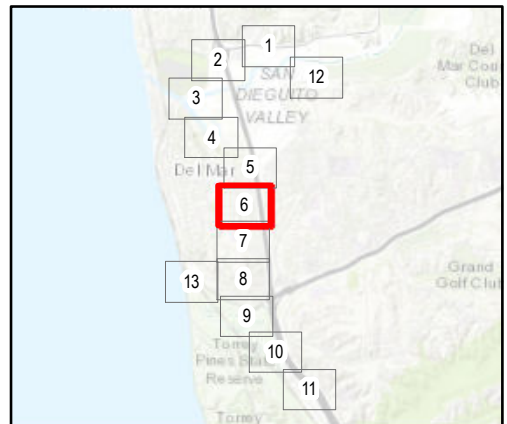 1
2
Del
Mar Coun
Club
SAN
DIEGUITO
VALLEY
12
3
4
Del Mar
5
6
7
13
8
Grand
Golf Club
9
Torrey
Pines State
Reserve
10
11
Torrey